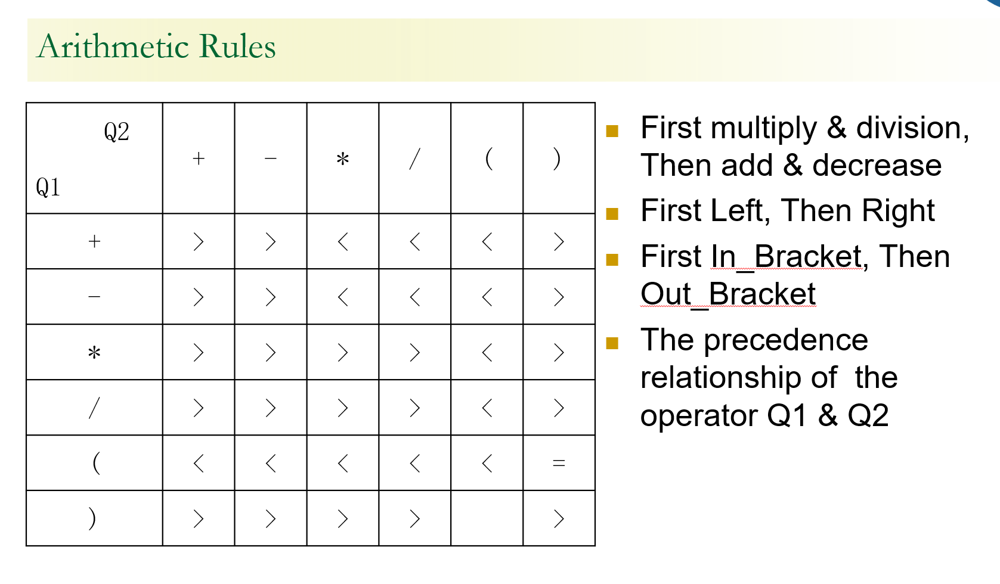 Arithmetic Rules
Q2
Q1
+ - * / ( )
+ > > < < < >
- > > < < < >
* > > > > < >
/ > > > > < >
( < < < < < =
) > > > > >
First multiply & division,
Then add & decrease
First Left, Then Right
First In_Bracket, Then
Out_Bracket
The precedence
relationship of the
operator Q1 & Q2